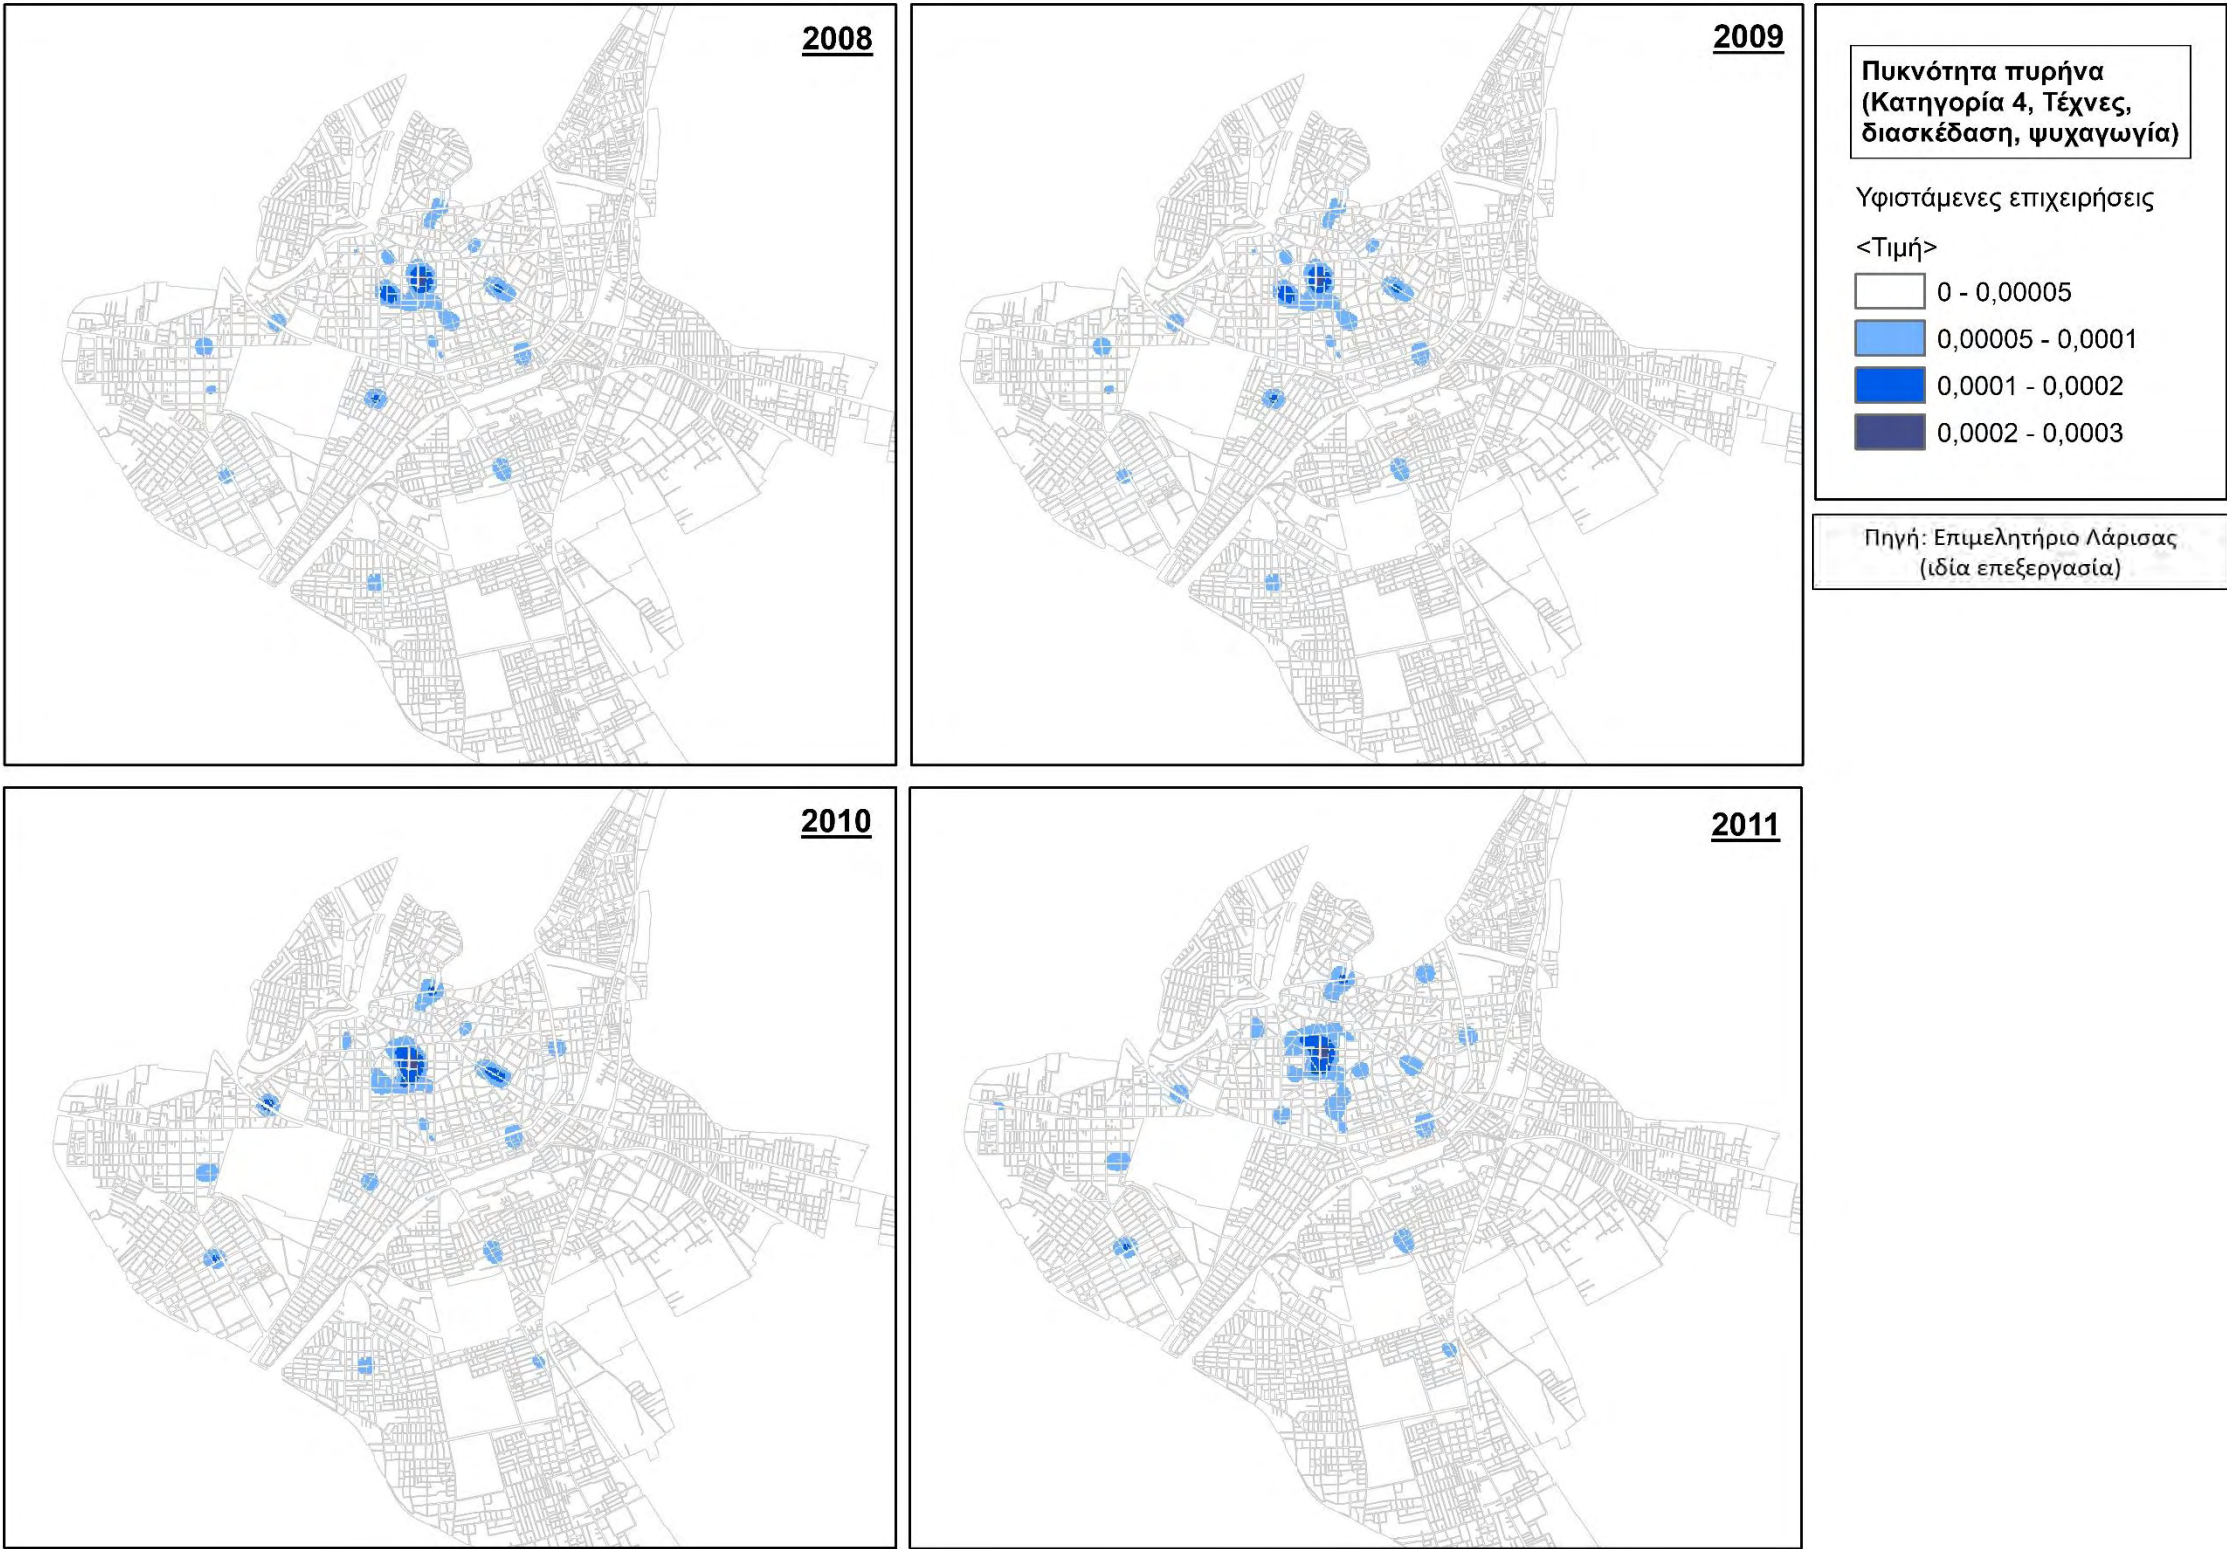 2008
2009
Πυκνότητα πυρήνα
(Κατηγορία 4, Τέχνες,
διασκέδαση, ψυχαγωγία)
Υφιστάμενες επιχειρήσεις
<Τιμή>
0 - 0,00005
0,00005 - 0,0001
0,0001 - 0,0002
0,0002 - 0,0003
Πηγή: Επιμελητήριο Λάρισας
(ιδία επεξεργασία)
2010
2011